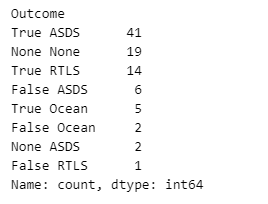 Outcome
True ASDS 41
None None 19
True RTLS 14
False ASDS 6
True Ocean 5
False Ocean 2
None ASDS 2
False RTLS 1
Name: count, dtype: int64